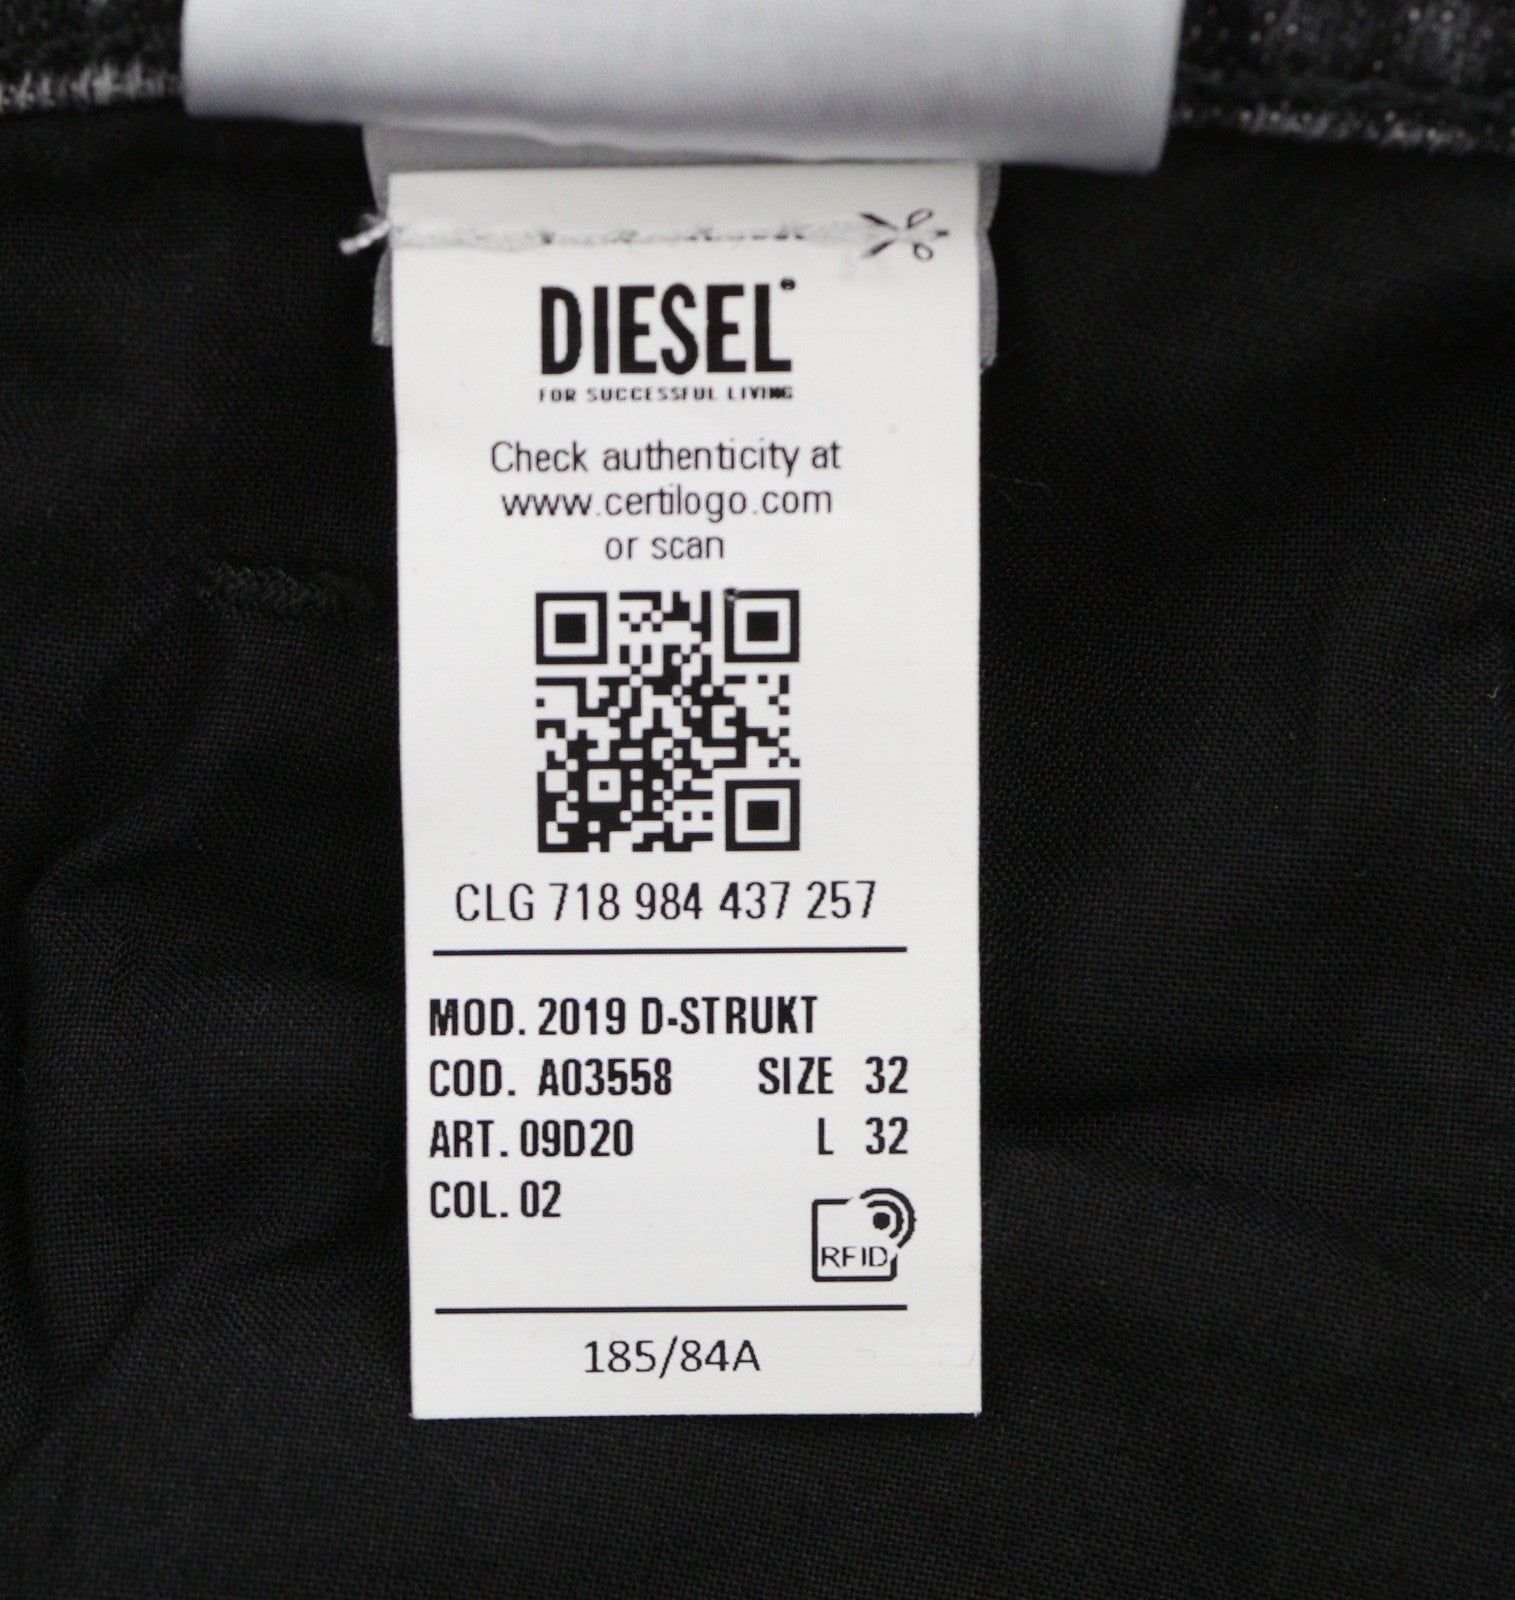 DIESEL®
FOR SUCCESSFUL LIVING
Check authenticity at
www.certilogo.com
or scan
CLG 718 984 437 257
MOD. 2019 D-STRUKT
COD. A03558 SIZE 32
ART. 09D20 L 32
COL. 02
RFID
185/84A